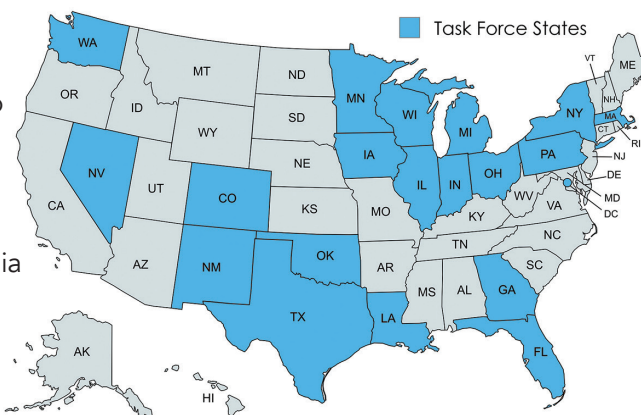 Task Force States
WA
MT
ND
MN
VT
ME
OR
ID
SD
WI
MI
NY
NH
MA
WY
CT
RI
IA
PA
NJ
NE
NV
OH
DE
UT
CO
IL
IN
MD
CA
KS
MO
WV
VA
DC
KY
NC
TN
ia
OK
AZ
NM
AR
SC
MS
AL
GA
TX
LA
AK
FL
HI